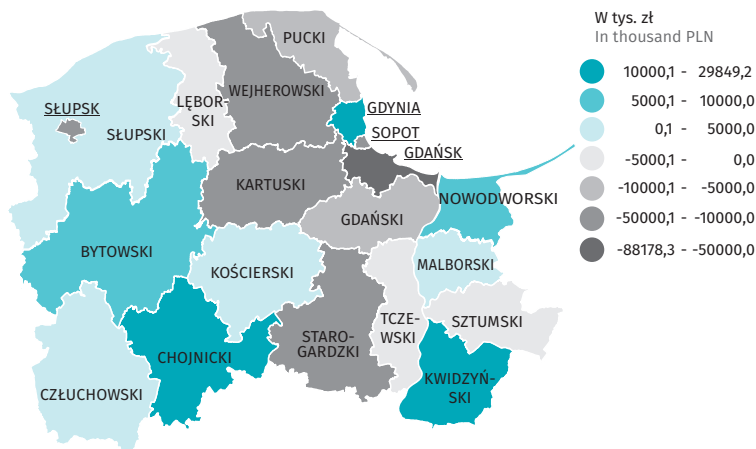 W tys. zł
In thousand PLN
10000,1 - 29849,2
5000,1 - 10000,0
0,1 - 5000,0
-5000,1 - 0,0
-10000,1 - -5000,0
-50000,1 - -10000,0
-88178,3 - -50000,0
PUCKI
WEJHEROWSKI
LĘBOR-
SKI
SŁUPSK
SŁUPSKI
GDYNIA
SOPOT
GDAŃSK
KARTUSKI
NOWODWORSKI
GDAŃSKI
BYTOWSKI
KOŚCIERSKI
MALBORSKI
TCZE-
WSKI
SZTUMSKI
STARO-
GARDZKI
CHOJNICKI
KWIDZYŃ-
SKI
CZŁUCHOWSKI